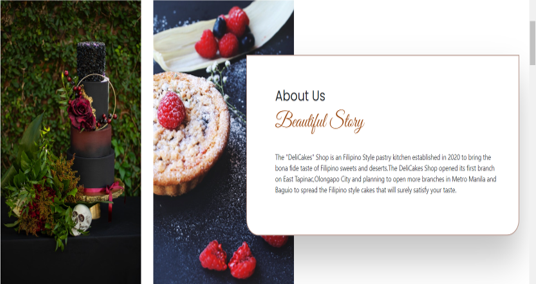 About Us
Beautiful Story
The "DeliCakes" Shop is an Filipino Style pastry kitchen established in 2020 to bring the
bona fide taste of Filipino sweets and deserts.The DeliCakes Shop opened its first branch
on East Tapinac,Olongapo City and planning to open more branches in Metro Manila and
Baguio to spread the Filipino style cakes that will surely satisfy your taste.